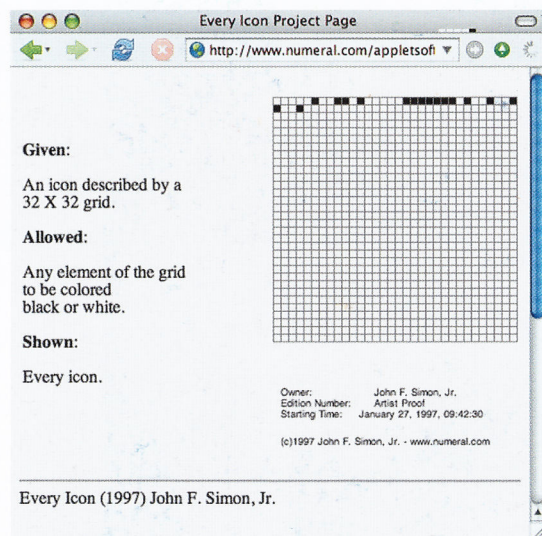 Every Icon Project Page
http://www.numeral.com/appletsoft
Given:
An icon described by a
32 X 32 grid.
Allowed:
Any element of the grid
to be colored
black or white.
Shown:
Every icon.
Owner: John F. Simon, Jr.
Edition Number: Artist Proof
Starting Time: January 27, 1997, 09:42:30
(c)1997 John F. Simon, Jr. - www.numeral.com
Every Icon (1997) John F. Simon, Jr.